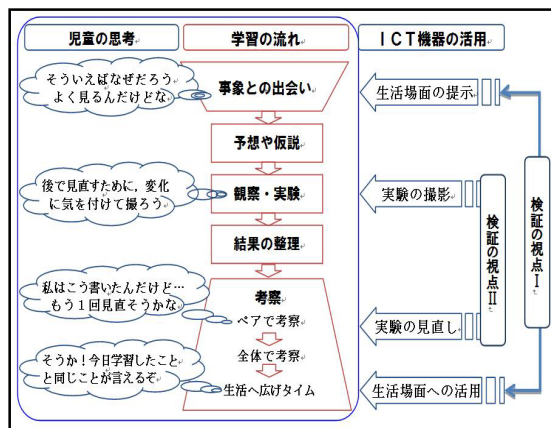 児童の思考
学習の流れ
ICT機器の活用
そういえばなぜだろう
よく見るんだけどな
事象との出会い
生活場面の提示
予想や仮説
後で見直すために，変化
に気を付けて撮ろう
観察・実験
実験の撮影
結果の整理
検証の視点Ⅰ
検証の視点Ⅱ
私はこう書いたんだけど…
もう１回見直そうかな
考察
ペアで考察
実験の見直し
全体で考察
そうか！今日学習したこと
と同じことが言えるぞ
生活へ広げタイム
生活場面への活用